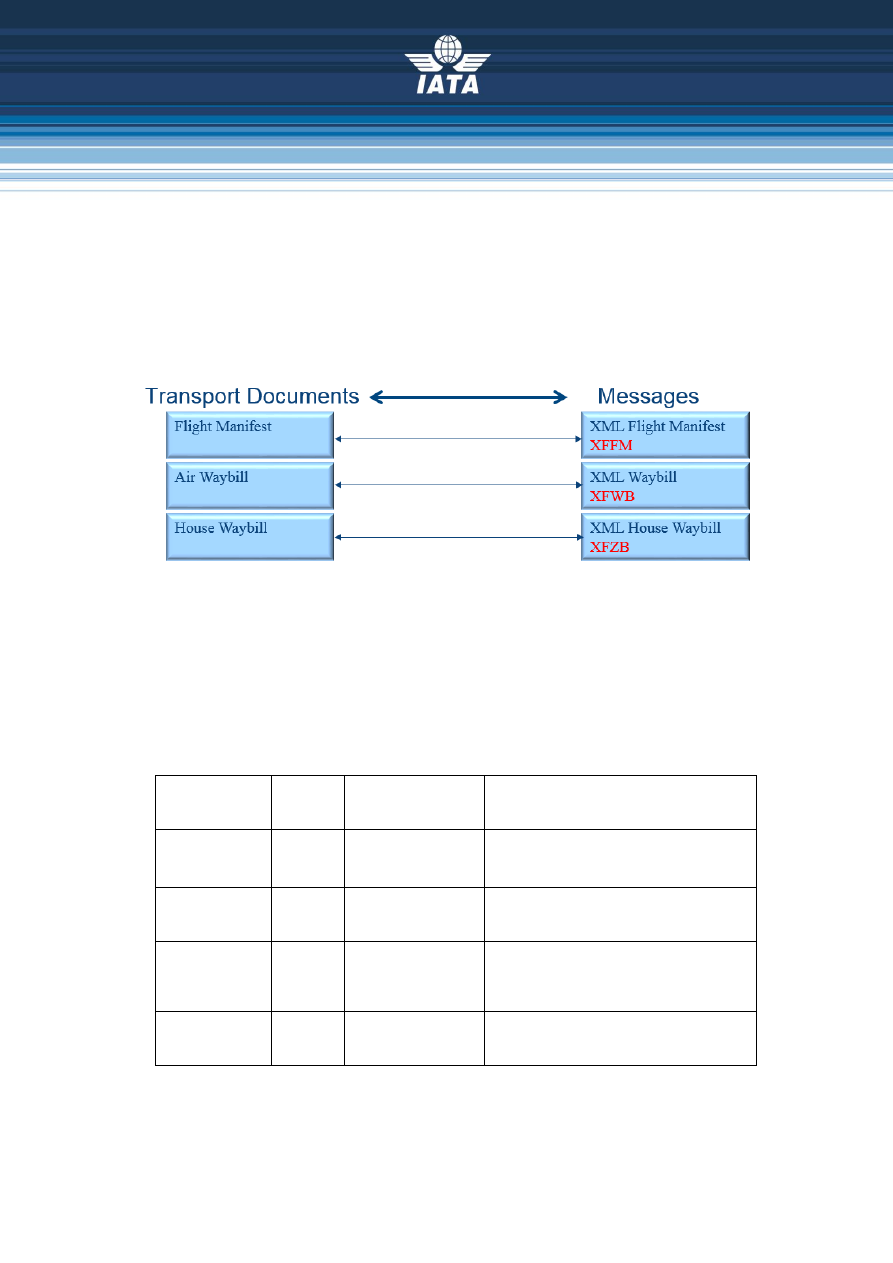 IATA
Transport Documents Messages
Flight Manifest
XML Flight Manifest
XFFM
Air Waybill
XML Waybill
XFWB
House Waybill
XML House Waybill
XFZB